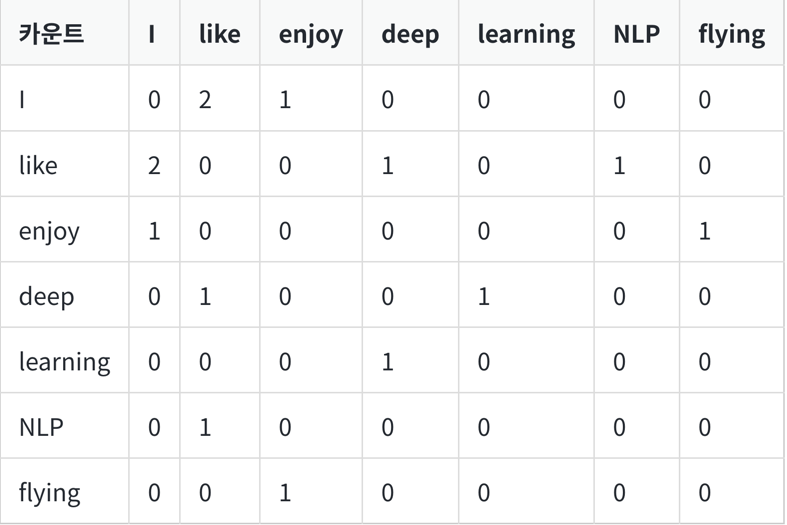 카운트 I like enjoy deep learning NLP flying
I 0 2 1 0 0 0 0
like 2 0 0 1 0 1 0
enjoy 1 0 0 0 0 0 1
deep 0 1 0 0 1 0 0
learning 0 0 0 1 0 0 0
NLP 0 1 0 0 0 0 0
flying 0 0 1 0 0 0 0